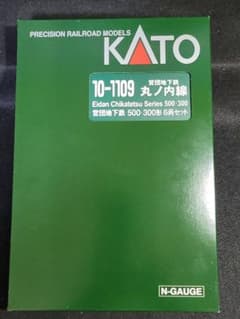 PRECISION RAILROAD MODELS
KATO
10-1109
営団地下鉄
丸ノ内線
Eidan Chikatetsu Series 500・300
営団地下鉄 500・300形 6両セット
N-GAUGE